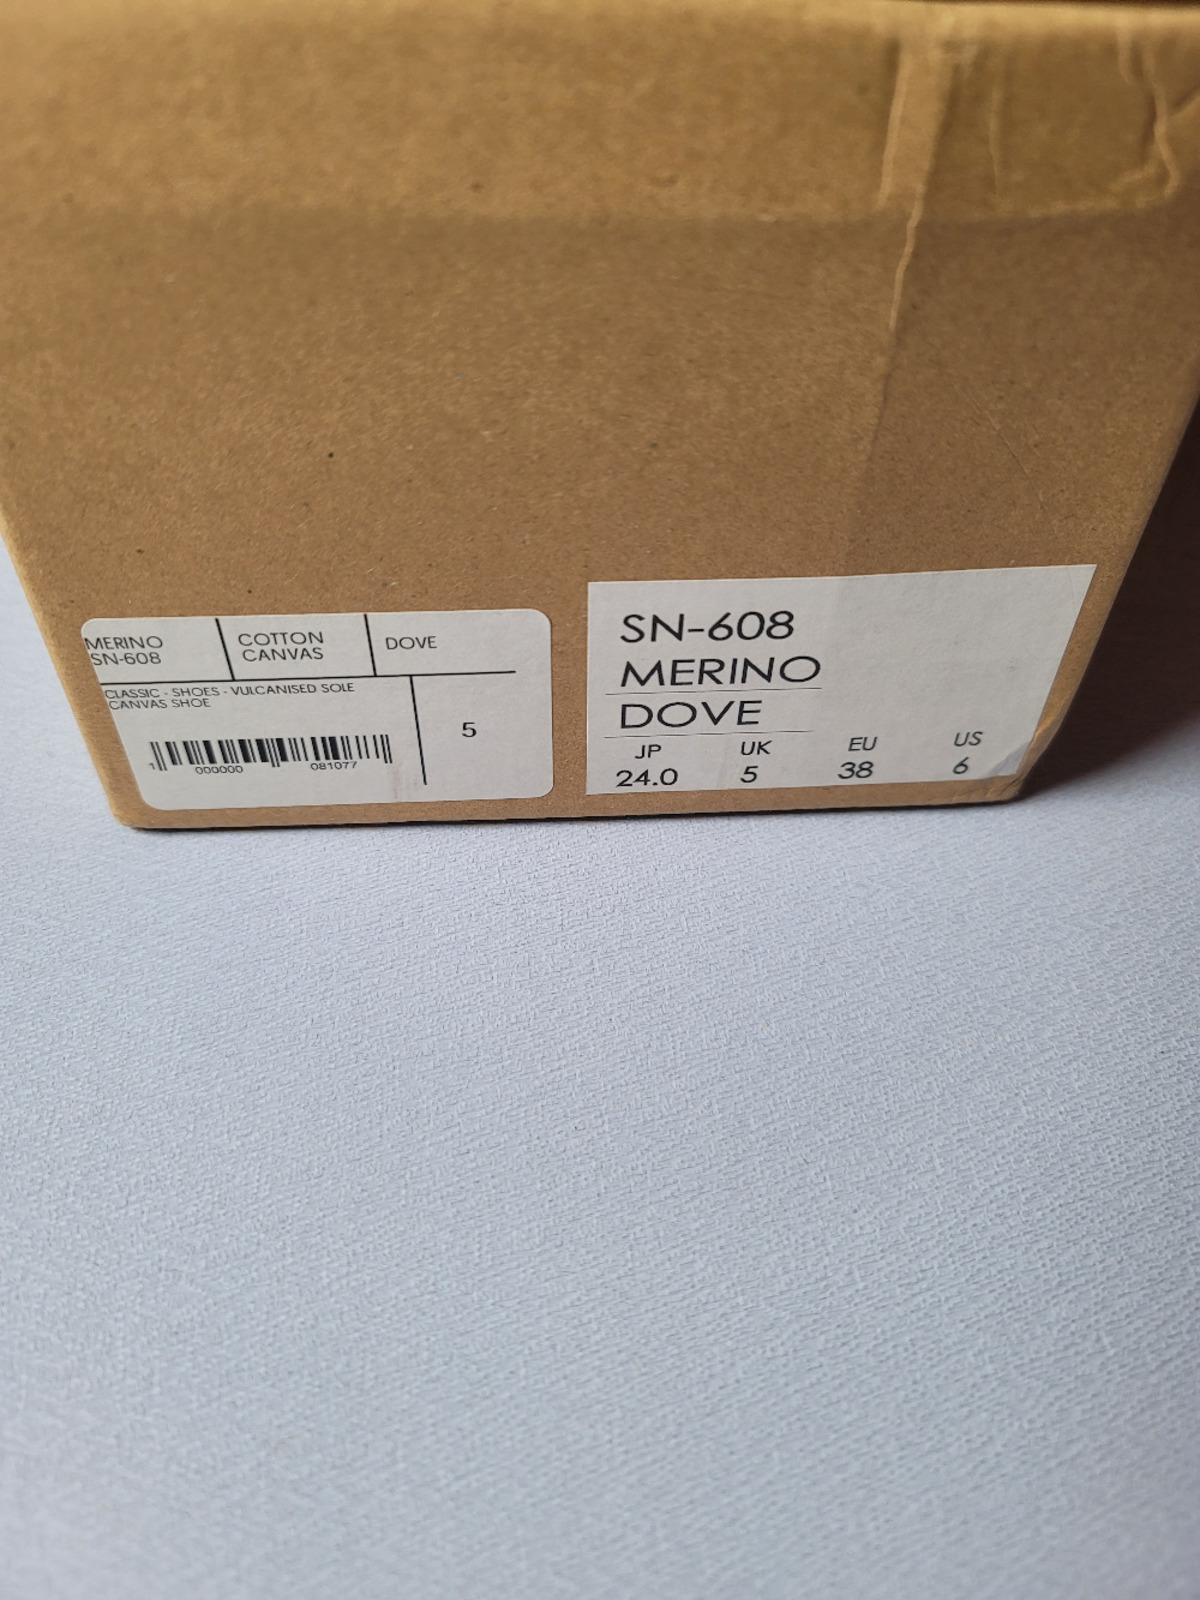 MERINO
SN-608
COTTON
CANVAS
DOVE
CLASSIC - SHOES - VULCANISED SOLE
CANVAS SHOE
5
1 000000 081077
SN-608
MERINO
DOVE
JP UK EU US
24.0 5 38 6